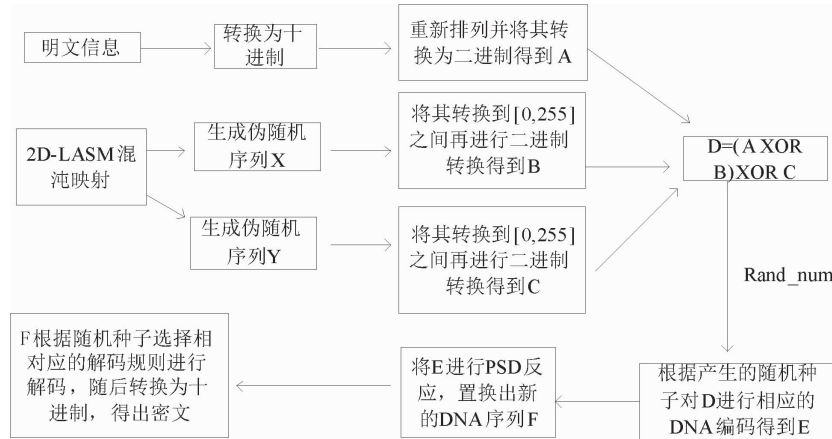 明文信息
转换为十
进制
重新排列并将其转
换为二进制得到 A
2D-LASM混
沌映射
生成伪随机
序列X
将其转换到[0,255]
之间再进行二进制
转换得到B
D=(A XOR
B)XOR C
生成伪随机
序列Y
将其转换到[0,255]
之间再进行二进制
转换得到C
Rand_num
F根据随机种子选择相
对应的解码规则进行
解码，随后转换为十
进制，得出密文
将E进行PSD反
应，置换出新
的DNA序列F
根据产生的随机种
子对D进行相应的
DNA编码得到E